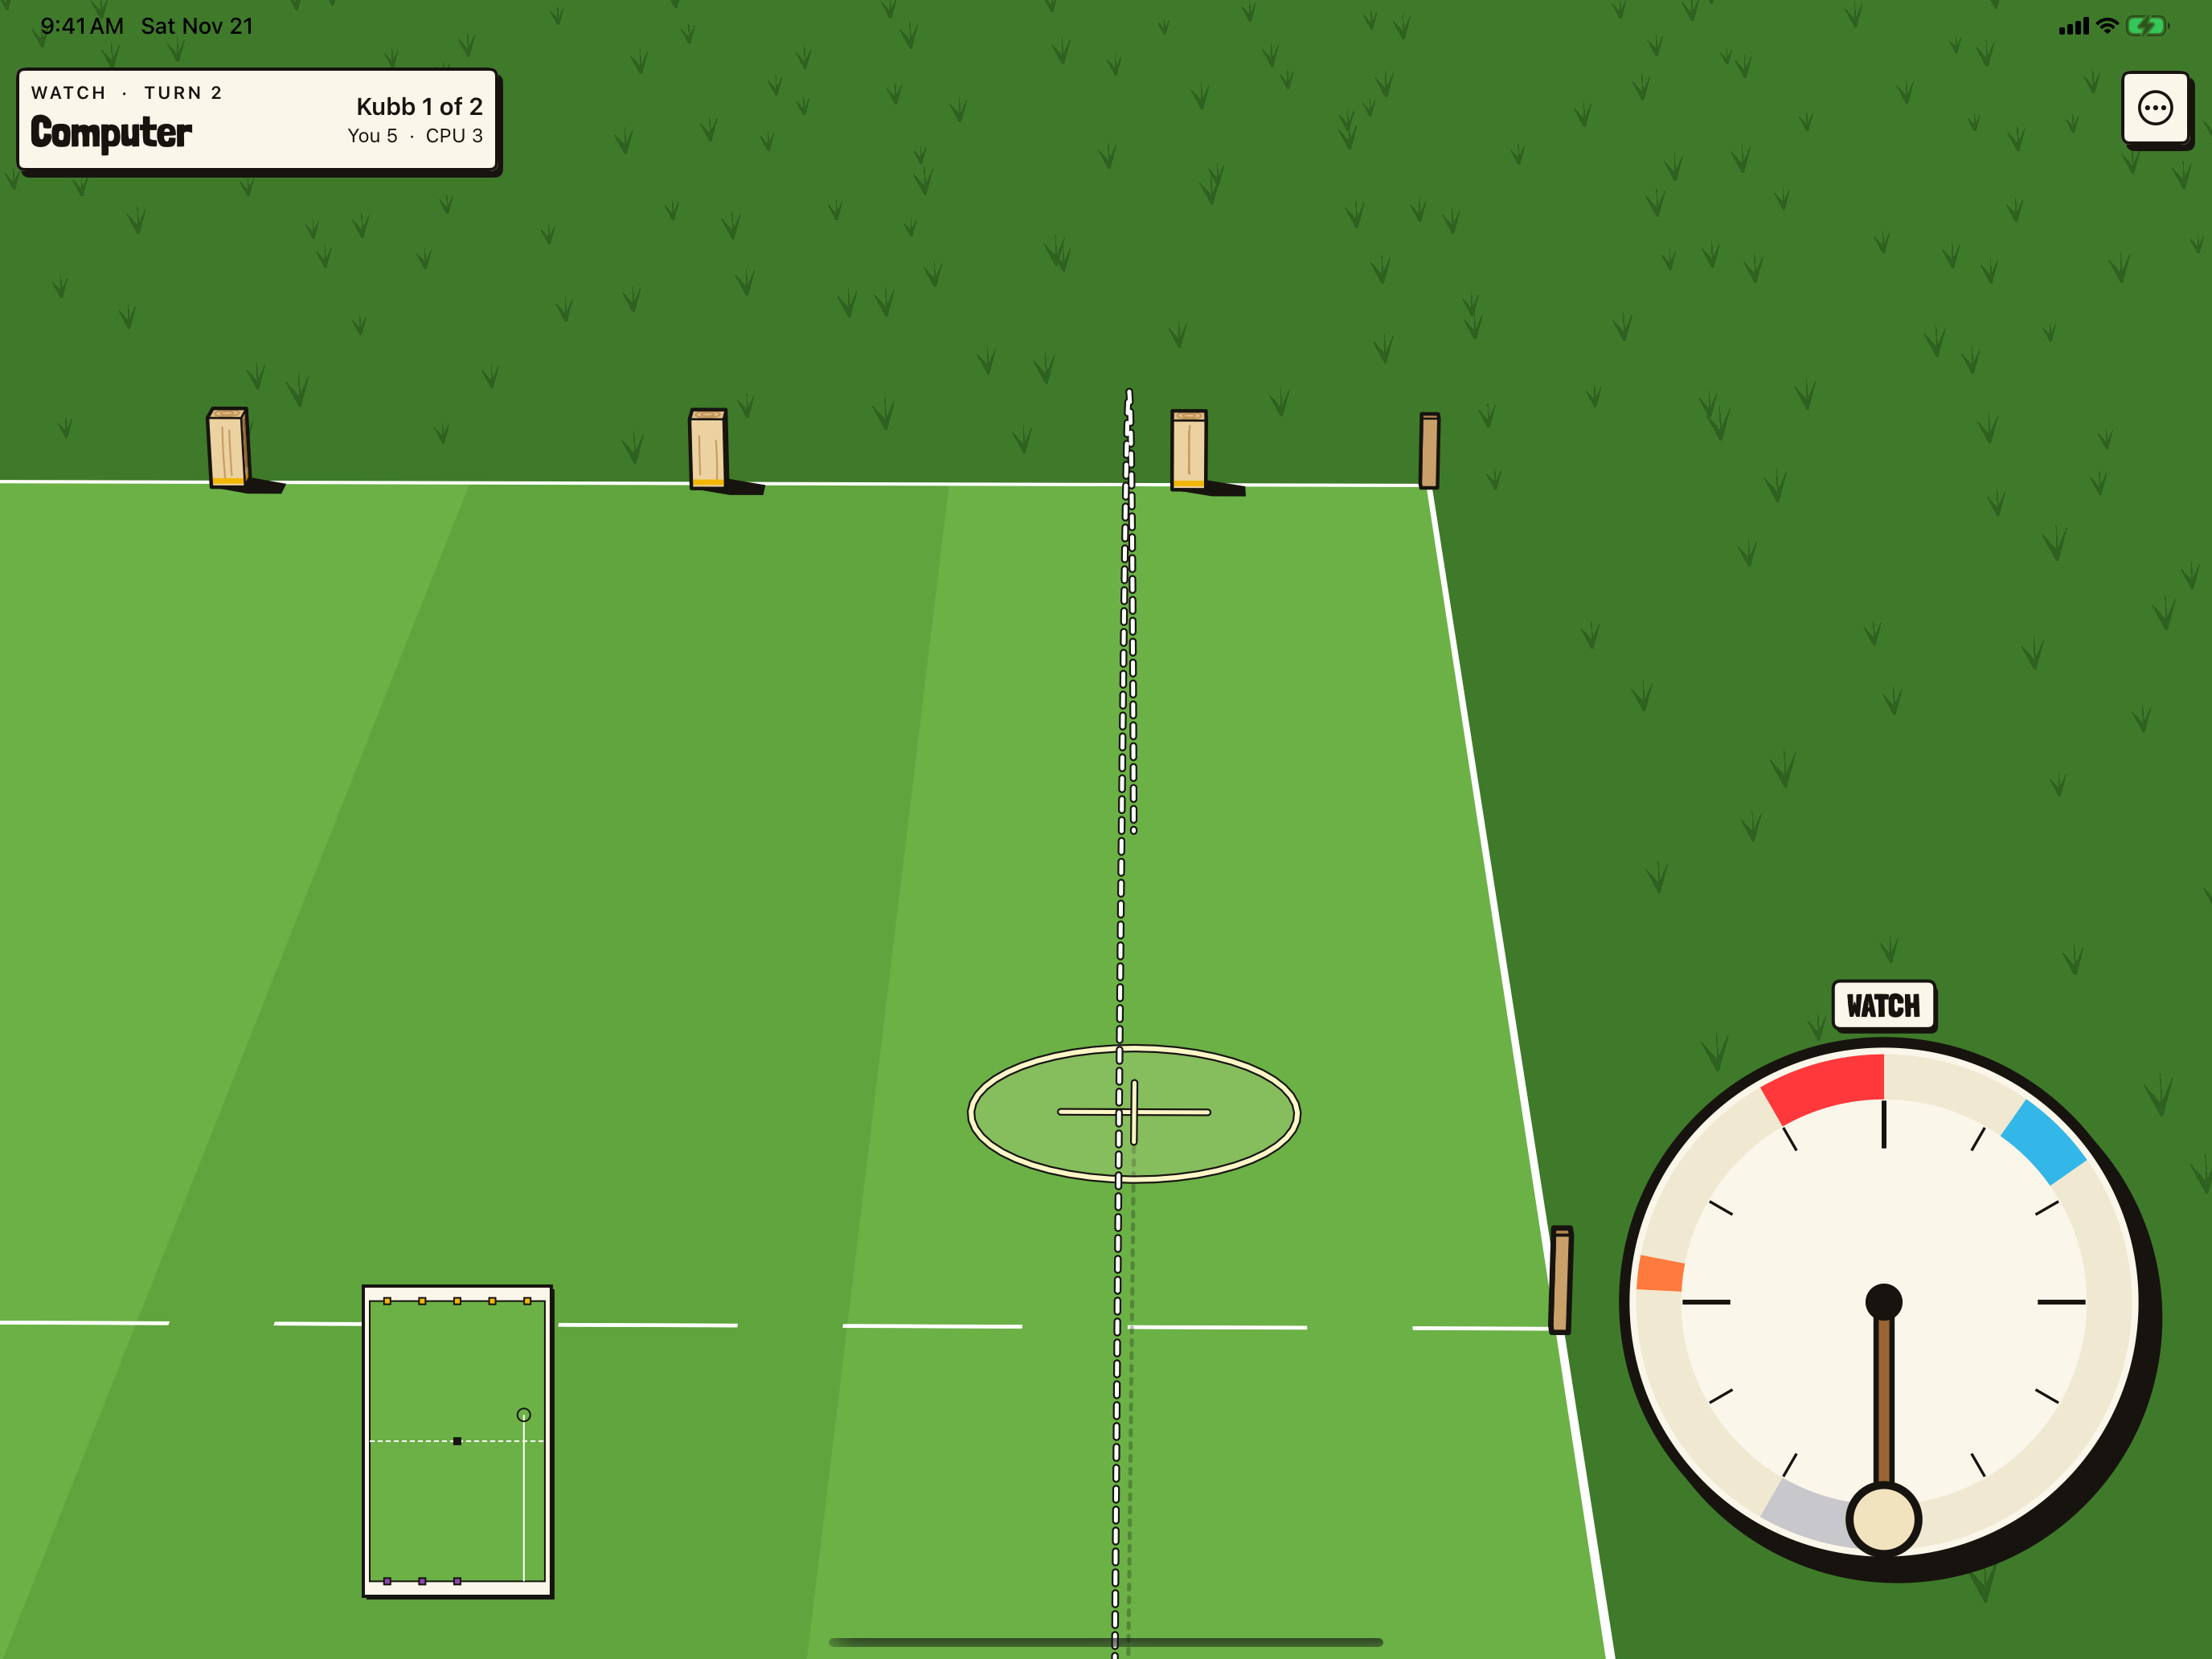 9:41 AM Sat Nov 21
WATCH · TURN 2
Computer
Kubb 1 of 2
You 5 · CPU 3
WATCH